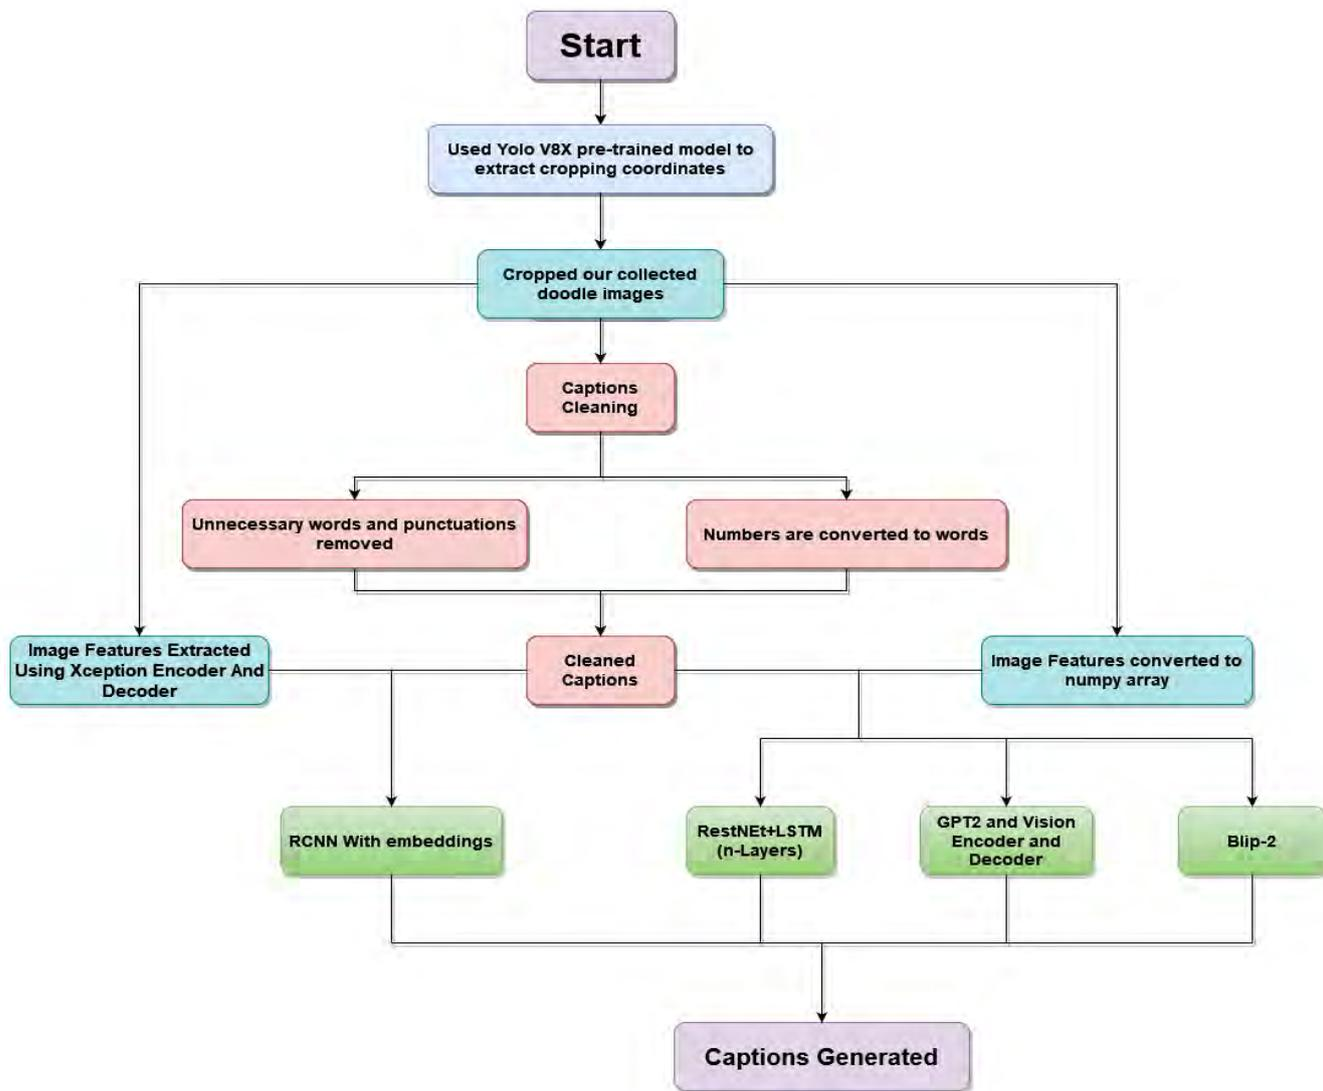 Start
Used Yolo V8X pre-trained model to
extract cropping coordinates
Cropped our collected
doodle images
Captions
Cleaning
Unnecessary words and punctuations
removed
Numbers are converted to words
Image Features Extracted
Using Xception Encoder And
Decoder
Cleaned
Captions
Image Features converted to
numpy array
RCNN With embeddings
RestNEt+LSTM
(n-Layers)
GPT2 and Vision
Encoder and
Decoder
Blip-2
Captions Generated